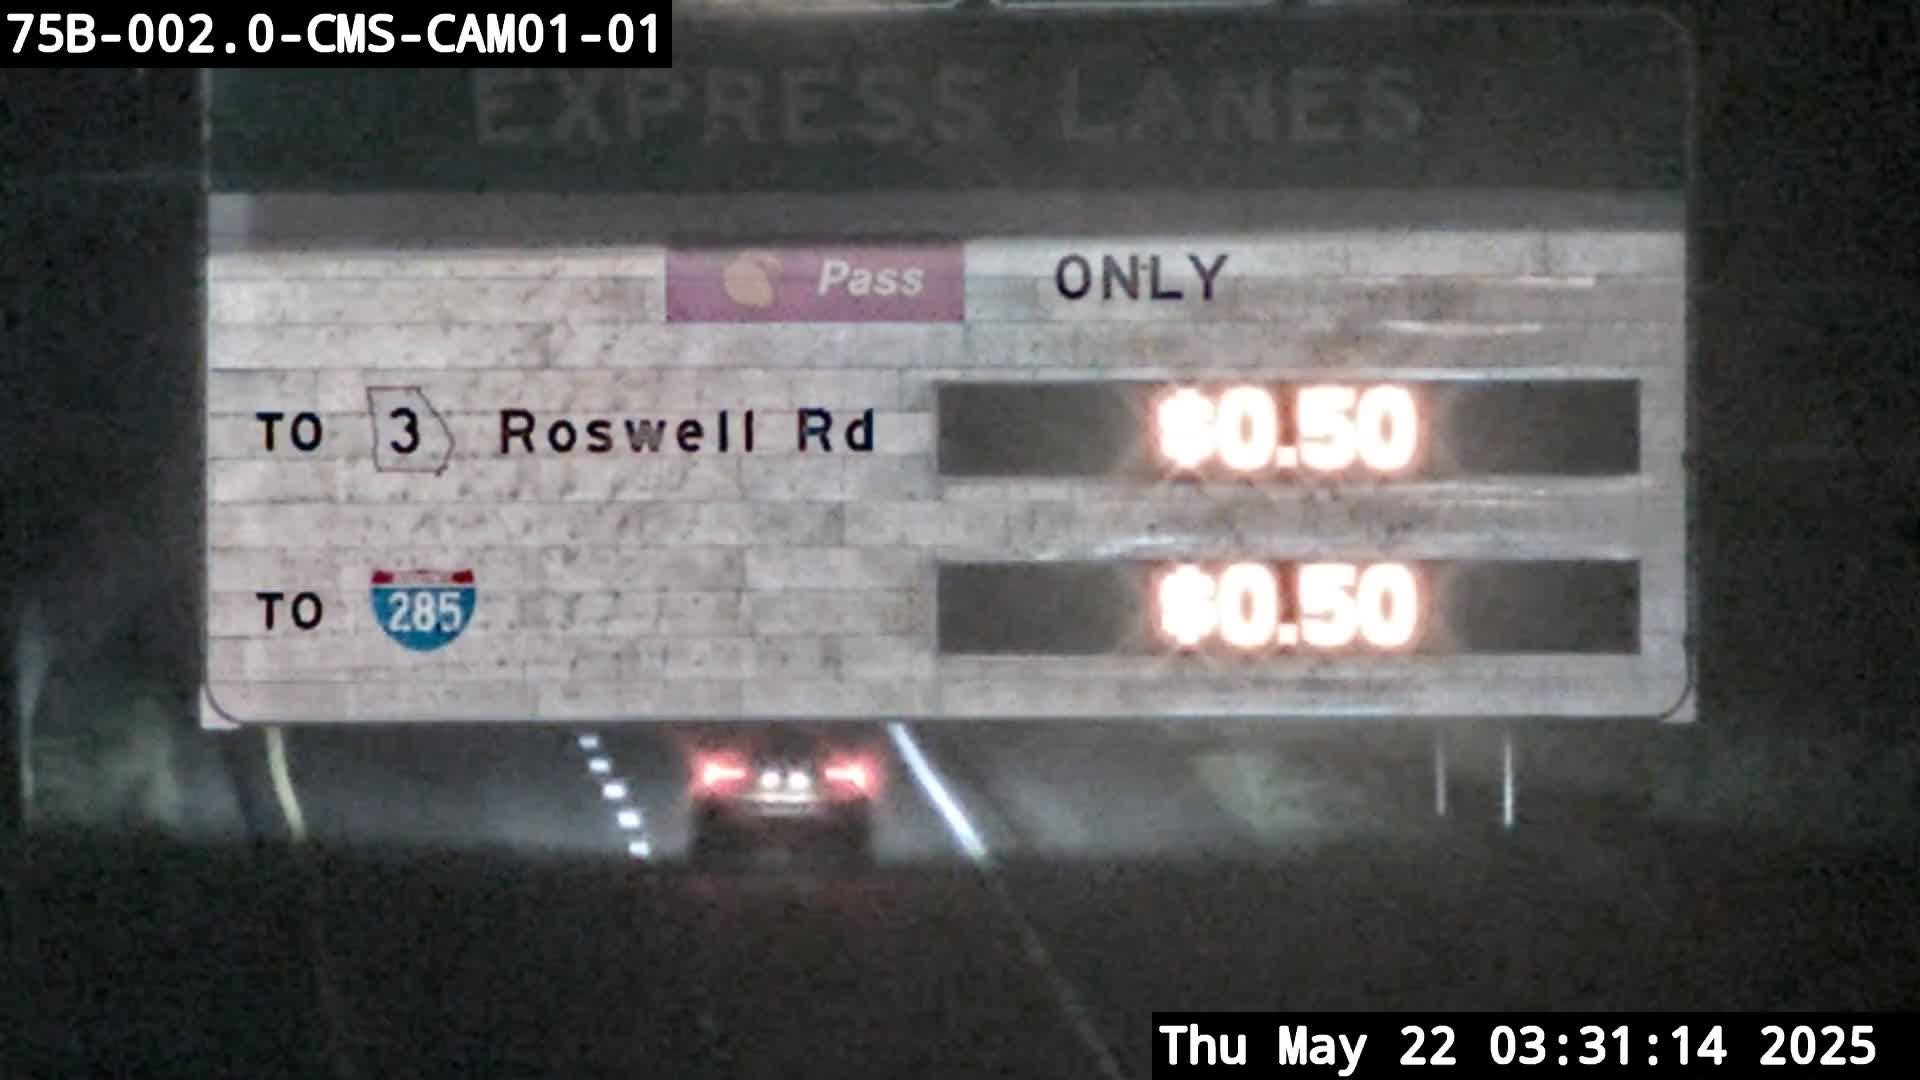 75B-002.0-CMS-CAM01-01
EXPRESS LANES
Pass ONLY
TO 3 Roswell Rd $0.50
TO 285 $0.50
Thu May 22 03:31:14 2025